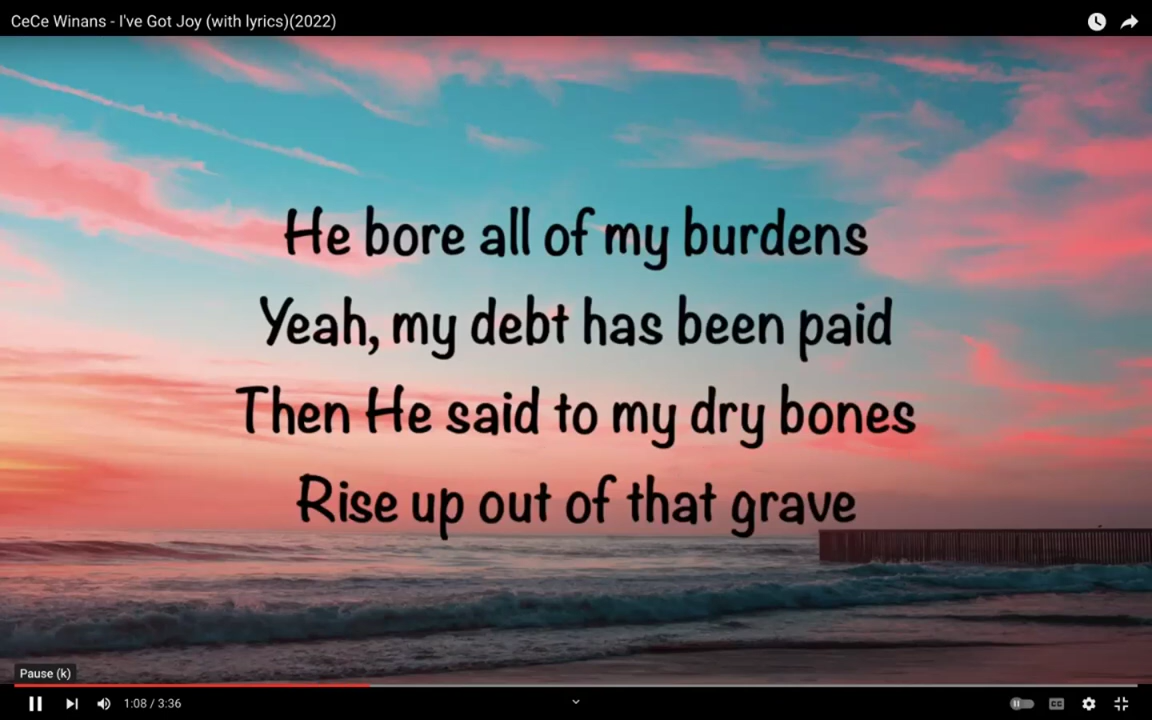 CeCe Winans - I've Got Joy (with lyrics)(2022)
He bore all of my burdens
Yeah, my debt has been paid
Then He said to my dry bones
Rise up out of that grave
Pause (k)
1:08 / 3:36
CC